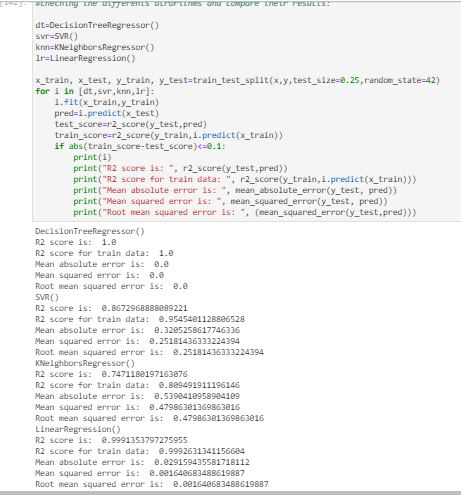 #checking the differents alrorithms and compare their results:
dt=DecisionTreeRegressor()
svr=SVR()
knn=KNeighborsRegressor()
lr=LinearRegression()
x_train, x_test, y_train, y_test=train_test_split(x,y,test_size=0.25,random_state=42)
for i in [dt,svr,knn,lr]:
    i.fit(x_train,y_train)
    pred=i.predict(x_test)
    test_score=r2_score(y_test,pred)
    train_score=r2_score(y_train,i.predict(x_train))
    if abs(train_score-test_score)<=0.1:
        print(i)
        print("R2 score is: ", r2_score(y_test,pred))
        print("R2 score for train data: ", r2_score(y_train,i.predict(x_train)))
        print("Mean absolute error is: ", mean_absolute_error(y_test, pred))
        print("Mean squared error is: ", mean_squared_error(y_test, pred))
        print("Root mean squared error is: ", (mean_squared_error(y_test,pred)))
DecisionTreeRegressor()
R2 score is:  1.0
R2 score for train data:  1.0
Mean absolute error is:  0.0
Mean squared error is:  0.0
Root mean squared error is:  0.0
SVR()
R2 score is:  0.8672968888089221
R2 score for train data:  0.9545401128806528
Mean absolute error is:  0.3205258617746336
Mean squared error is:  0.25181436333224394
Root mean squared error is:  0.25181436333224394
KNeighborsRegressor()
R2 score is:  0.7471180197163076
R2 score for train data:  0.809491911196146
Mean absolute error is:  0.5390410958904109
Mean squared error is:  0.47986301369863016
Root mean squared error is:  0.47986301369863016
LinearRegression()
R2 score is:  0.9991353797275955
R2 score for train data:  0.9992631341156604
Mean absolute error is:  0.029159435581718112
Mean squared error is:  0.001640683488619887
Root mean squared error is:  0.001640683488619887